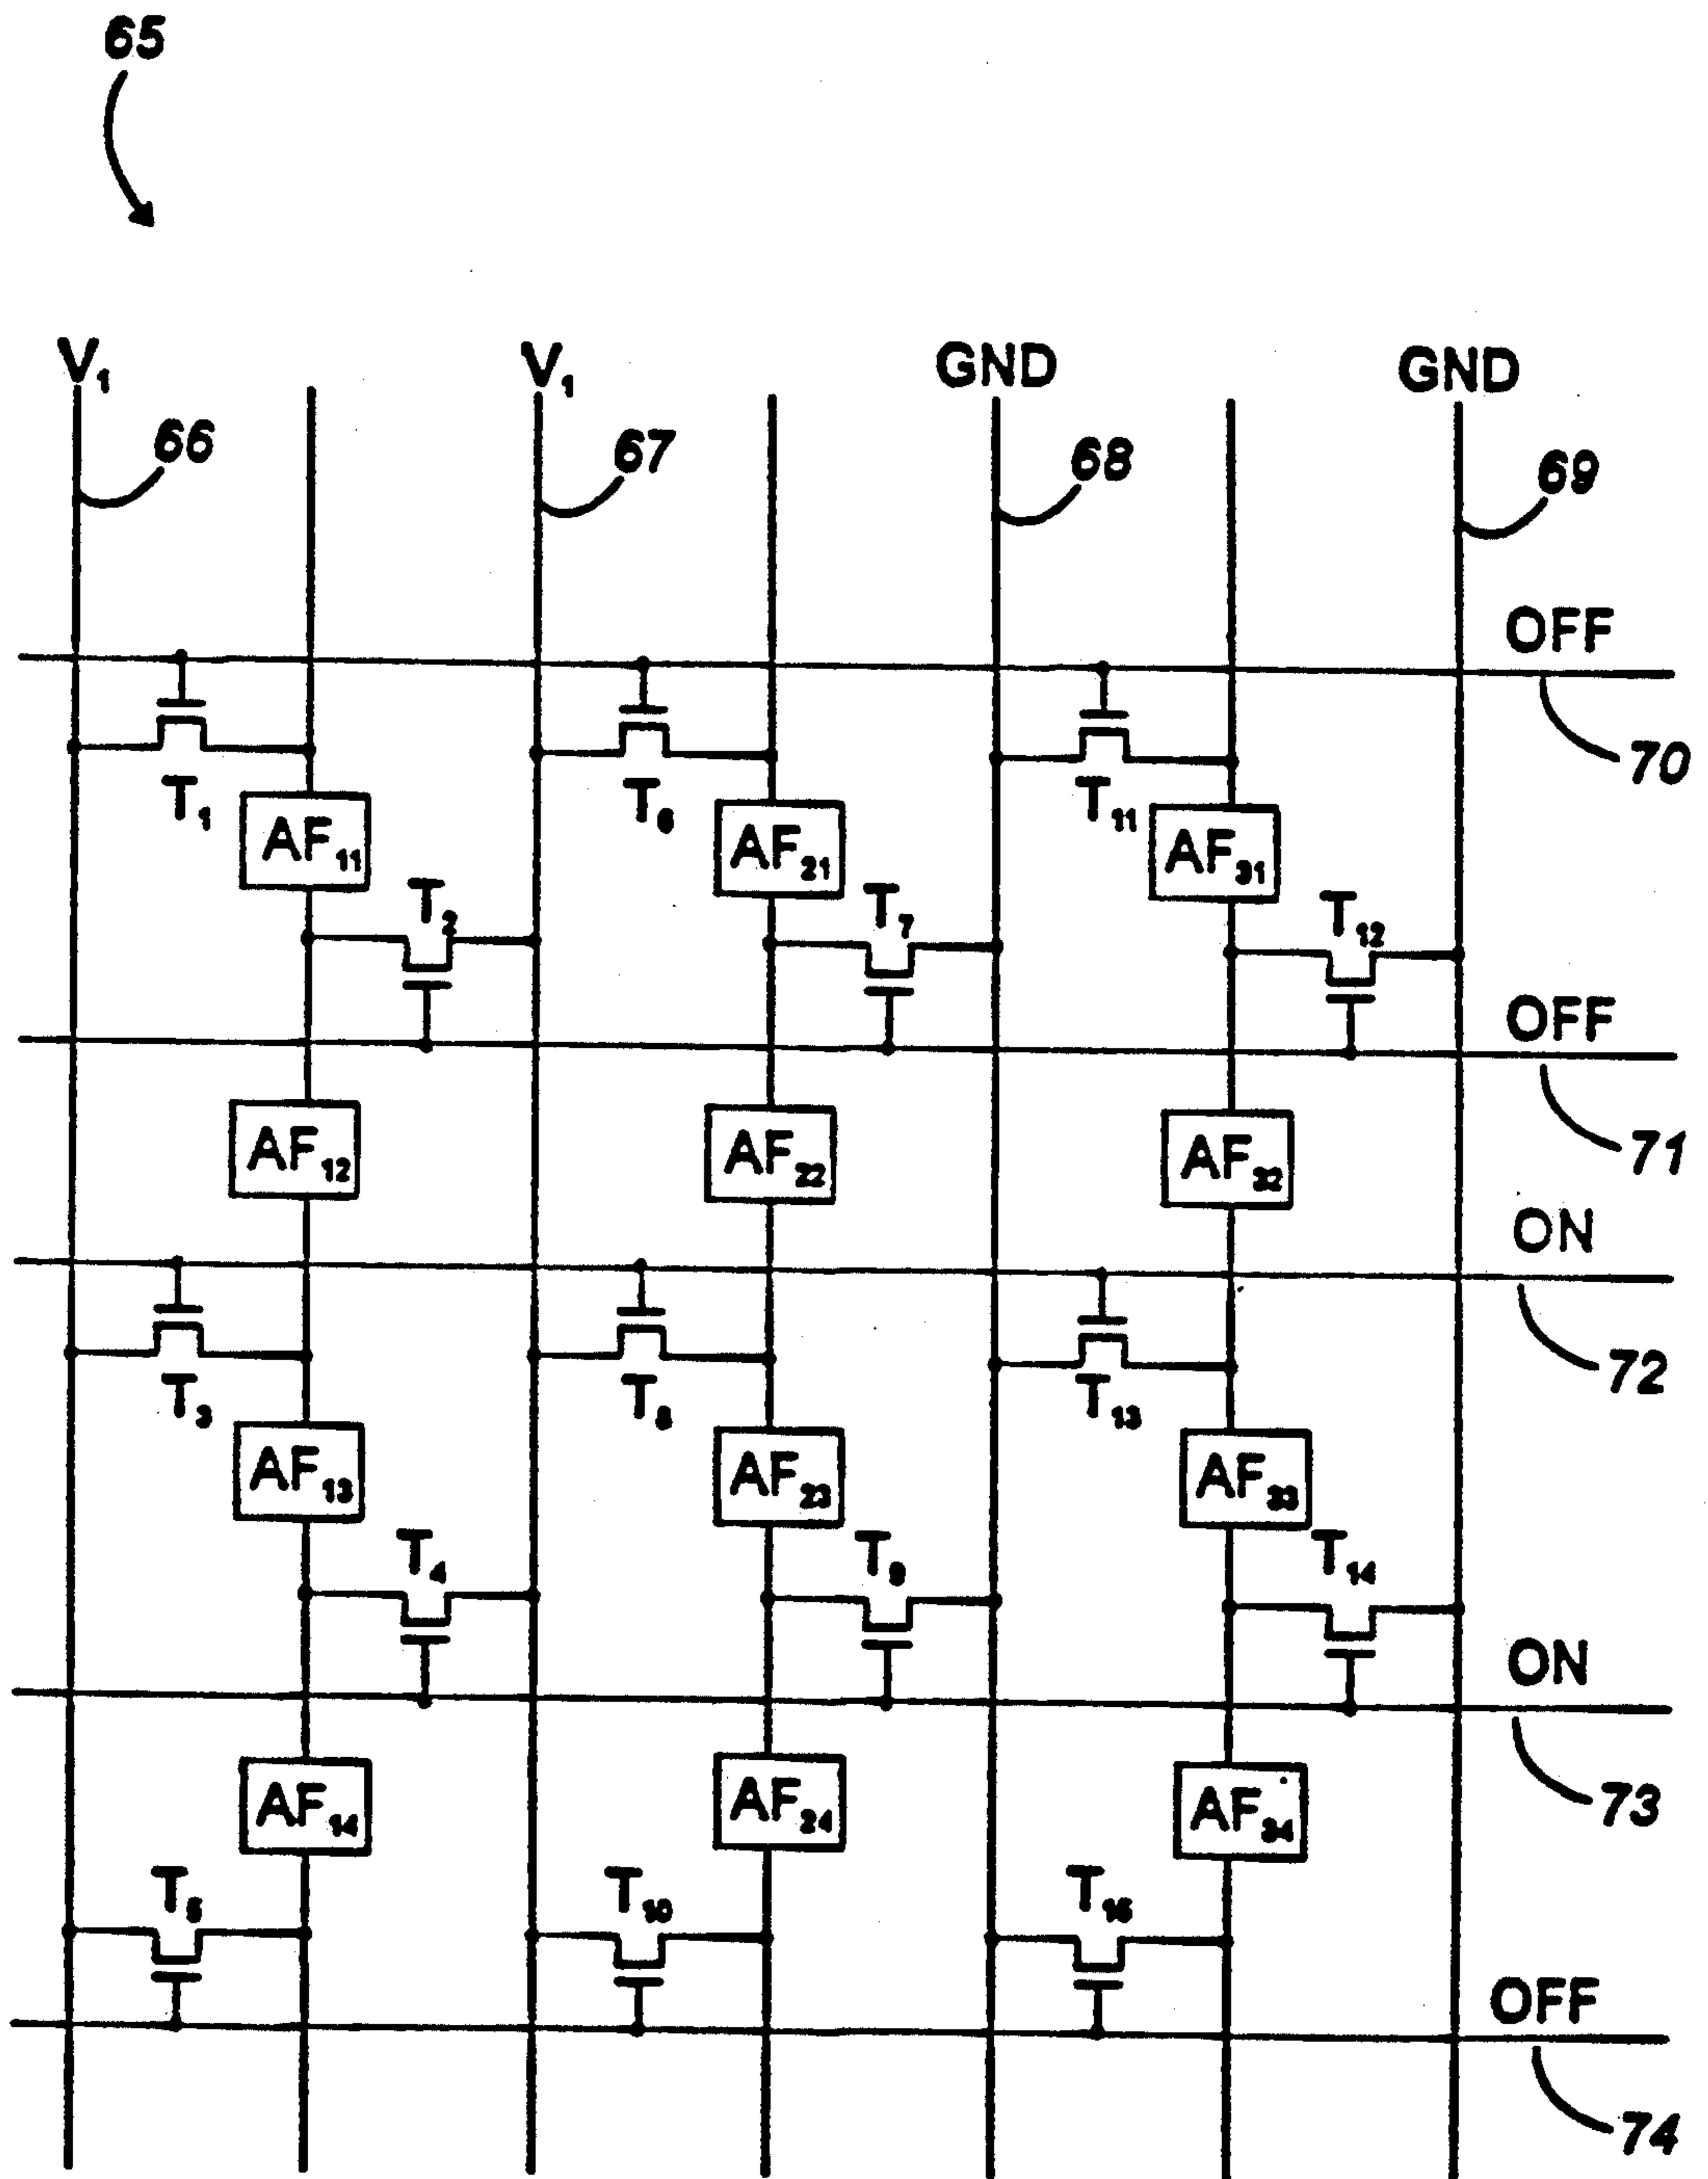 65
V₁ V₁ GND GND
66 67 68 69
OFF
70
T₁ T₆ T₁₁
AF₁₁ AF₂₁ AF₃₁
T₂ T₇ T₁₂
OFF
71
AF₁₂ AF₂₂ AF₃₂
ON
72
T₃ T₈ T₁₃
AF₁₃ AF₂₃ AF₃₃
T₄ T₉ T₁₄
ON
73
AF₁₄ AF₂₄ AF₃₄
T₅ T₁₀ T₁₅
OFF
74